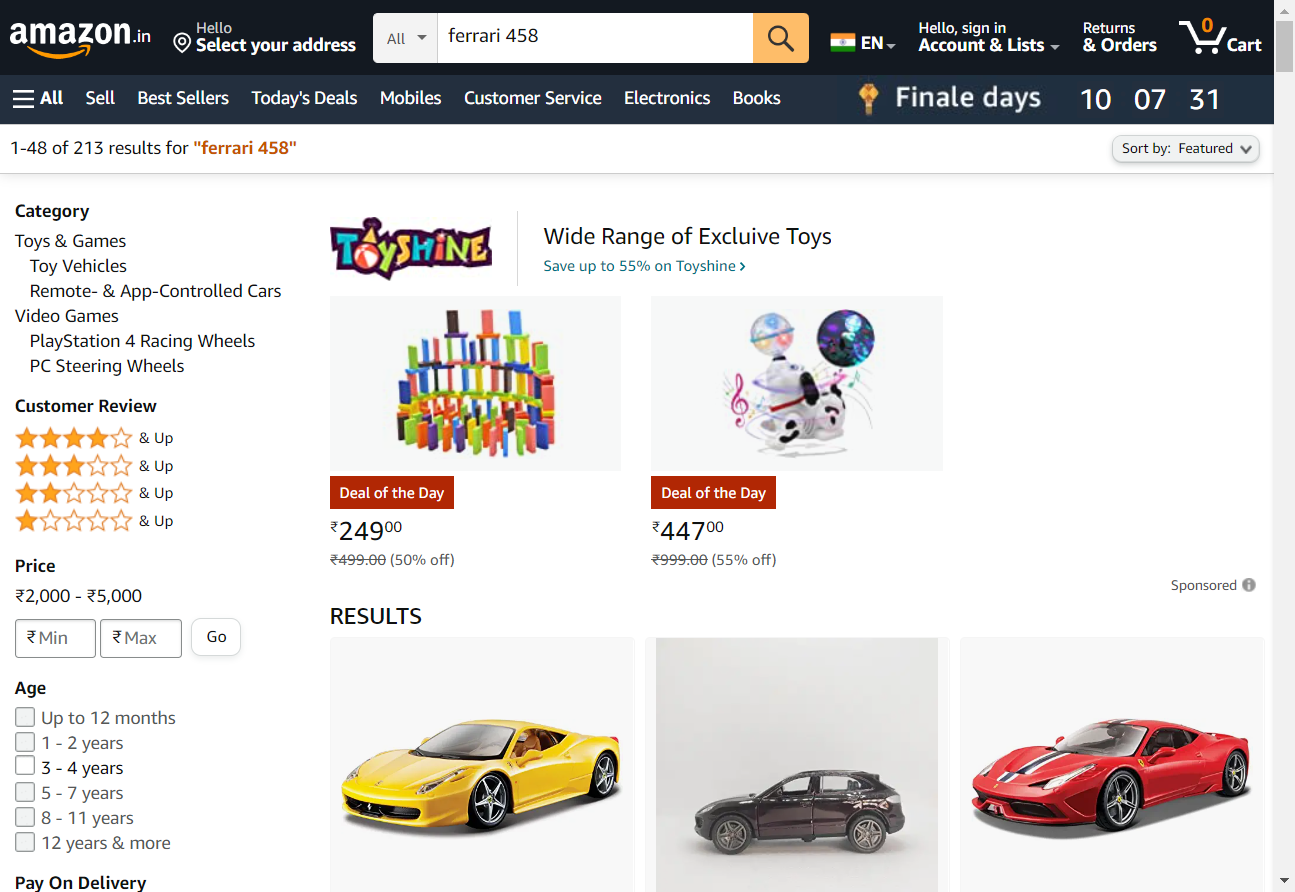 amazon.in
Hello
Select your address
All
ferrari 458
EN
Hello, sign in
Account & Lists
Returns
& Orders
0
Cart
All
Sell
Best Sellers
Today's Deals
Mobiles
Customer Service
Electronics
Books
Finale days
10 07 31
1-48 of 213 results for "ferrari 458"
Sort by: Featured
Category
Toys & Games
Toy Vehicles
Remote- & App-Controlled Cars
Video Games
PlayStation 4 Racing Wheels
PC Steering Wheels
Customer Review
& Up
& Up
& Up
& Up
Price
₹2,000 - ₹5,000
₹ Min
₹ Max
Go
Age
Up to 12 months
1 - 2 years
3 - 4 years
5 - 7 years
8 - 11 years
12 years & more
Pay On Delivery
TOYSHINE
Wide Range of Excluive Toys
Save up to 55% on Toyshine ›
Deal of the Day
₹24900
₹499.00 (50% off)
Deal of the Day
₹44700
₹999.00 (55% off)
Sponsored
RESULTS